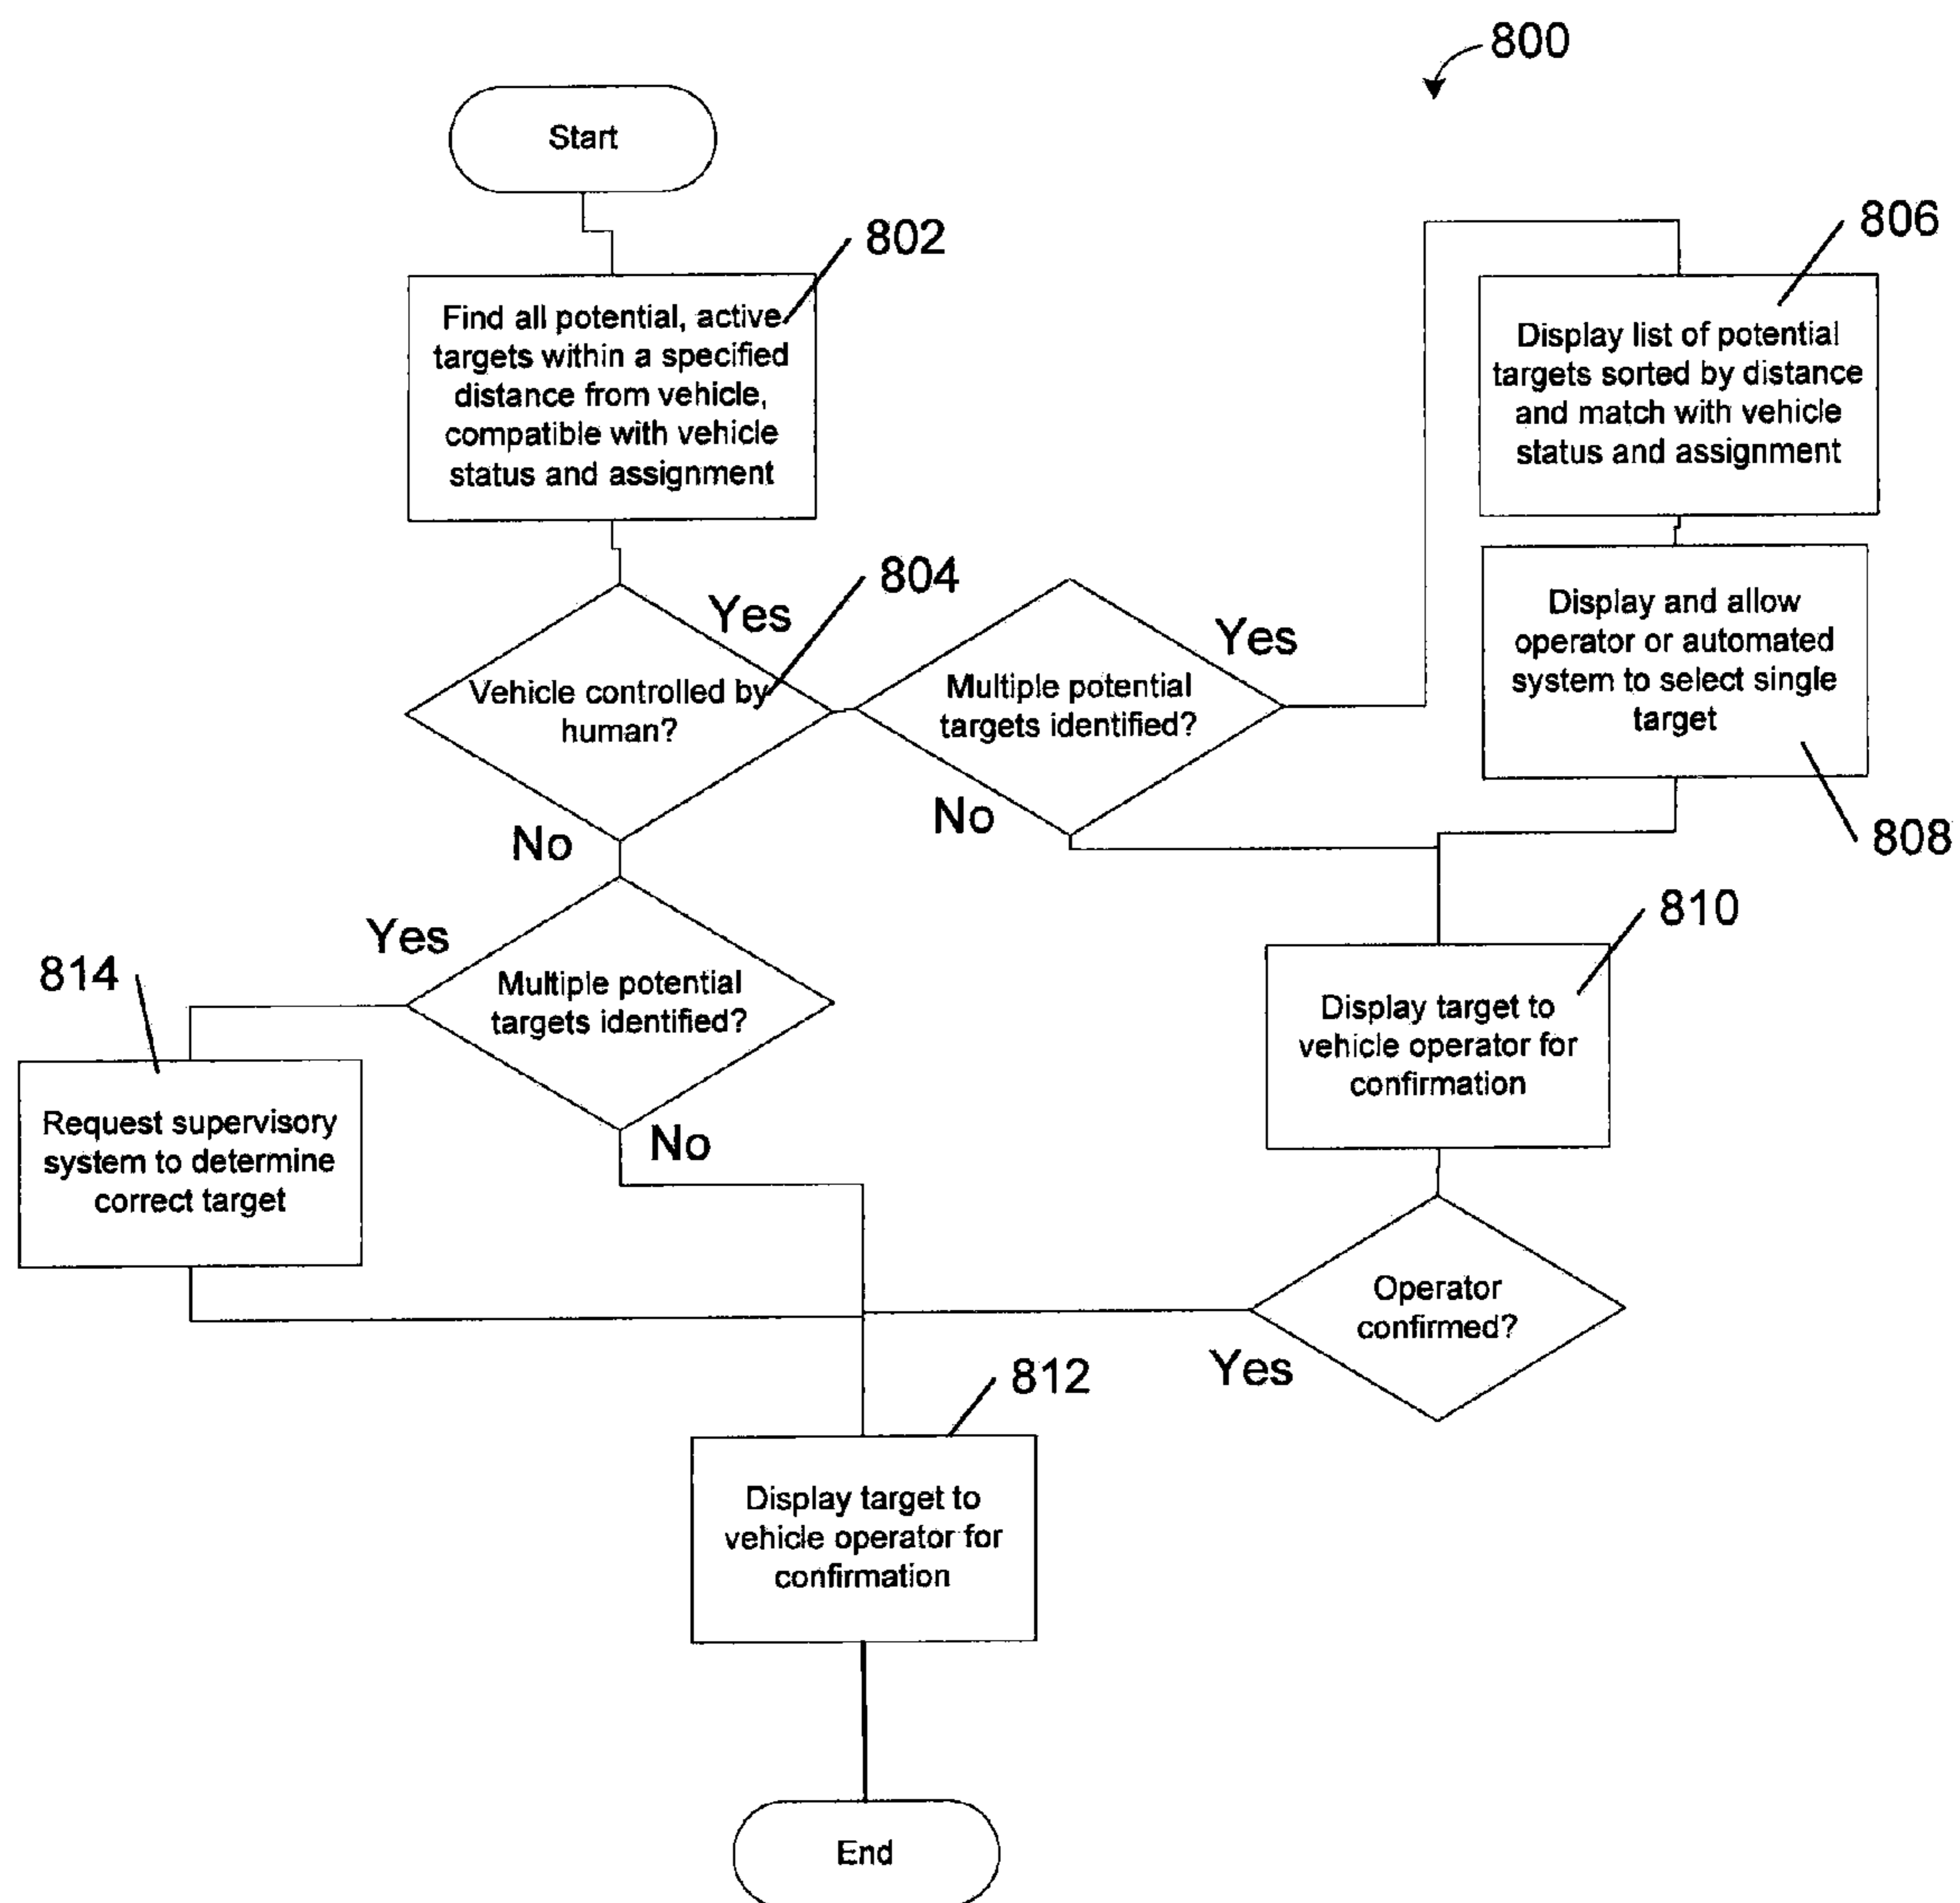 800
Start
802
Find all potential, active
targets within a specified
distance from vehicle,
compatible with vehicle
status and assignment
806
Display list of potential
targets sorted by distance
and match with vehicle
status and assignment
804
Yes
Vehicle controlled by
human?
No
Multiple potential
targets identified?
Yes
No
Display and allow
operator or automated
system to select single
target
808
810
Display target to
vehicle operator for
confirmation
Yes
Multiple potential
targets identified?
No
814
Request supervisory
system to determine
correct target
Operator
confirmed?
Yes
812
Display target to
vehicle operator for
confirmation
End